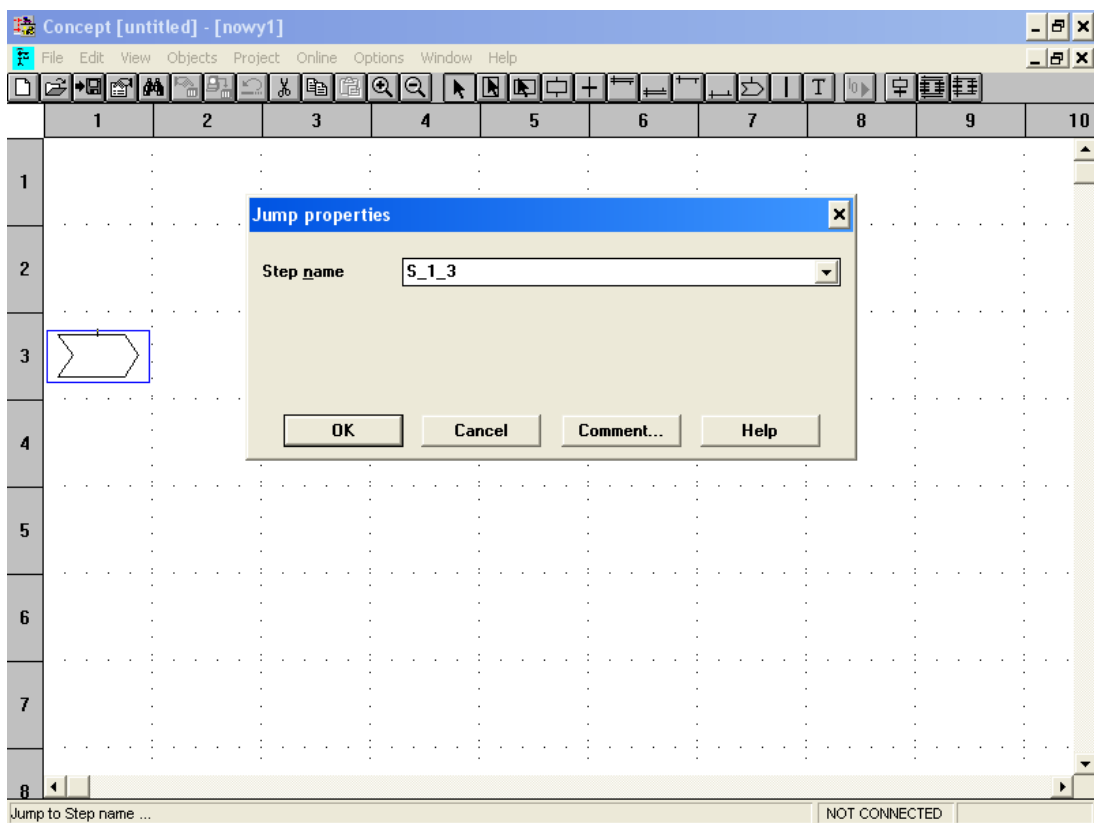 Concept [untitled] - [nowy1]
File Edit View Objects Project Online Options Window Help
T
1 2 3 4 5 6 7 8 9 10
1
Jump properties
2
Step name S_1_3
3
OK Cancel Comment... Help
4
5
6
7
8
Jump to Step name ... NOT CONNECTED